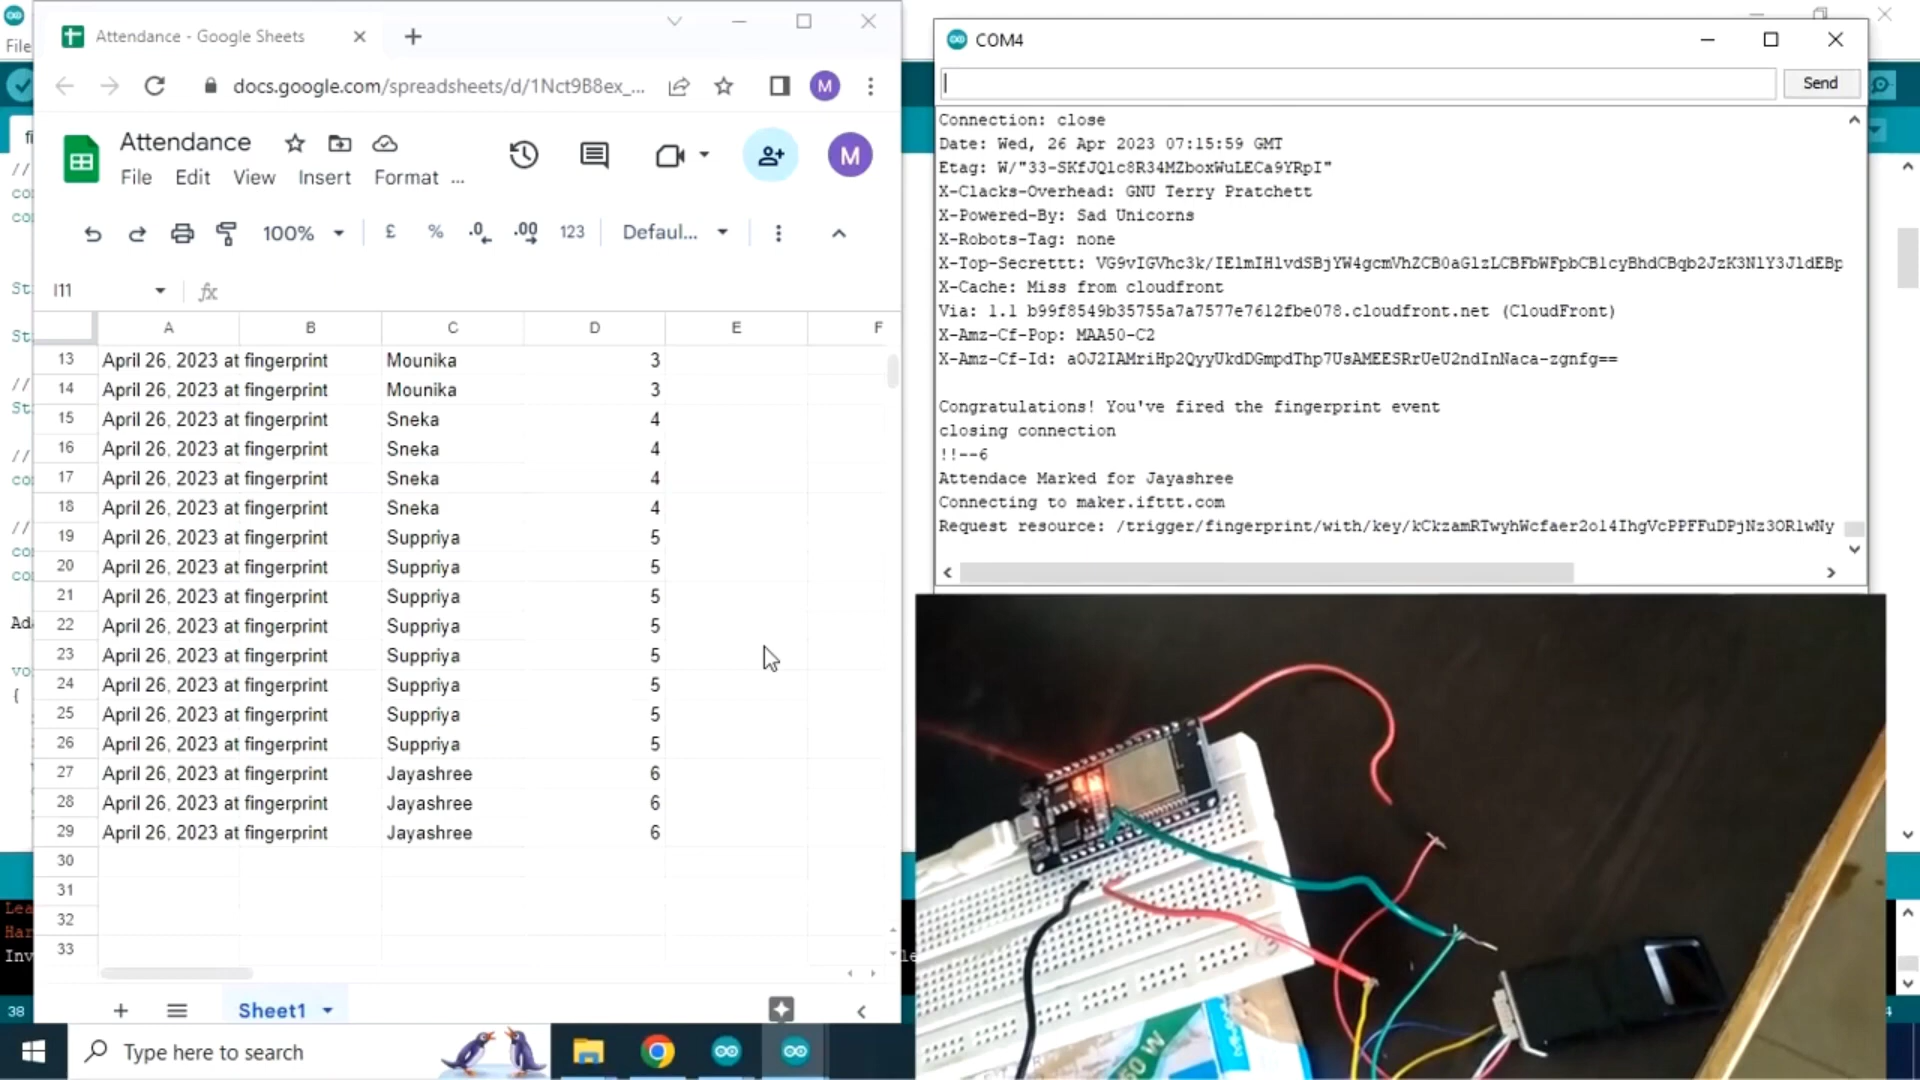 Attendance - Google Sheets
docs.google.com/spreadsheets/d/1Nct9B8ex_...
M
Attendance
M
File Edit View Insert Format ...
100% £ % .0 .00 123 Defaul...
I11 fx
A B C D E F
13 April 26, 2023 at fingerprint Mounika 3
14 April 26, 2023 at fingerprint Mounika 3
15 April 26, 2023 at fingerprint Sneka 4
16 April 26, 2023 at fingerprint Sneka 4
17 April 26, 2023 at fingerprint Sneka 4
18 April 26, 2023 at fingerprint Sneka 4
19 April 26, 2023 at fingerprint Suppriya 5
20 April 26, 2023 at fingerprint Suppriya 5
21 April 26, 2023 at fingerprint Suppriya 5
22 April 26, 2023 at fingerprint Suppriya 5
23 April 26, 2023 at fingerprint Suppriya 5
24 April 26, 2023 at fingerprint Suppriya 5
25 April 26, 2023 at fingerprint Suppriya 5
26 April 26, 2023 at fingerprint Suppriya 5
27 April 26, 2023 at fingerprint Jayashree 6
28 April 26, 2023 at fingerprint Jayashree 6
29 April 26, 2023 at fingerprint Jayashree 6
30
31
32
33
Sheet1
Type here to search
File
38
COM4
Send
Connection: close
Date: Wed, 26 Apr 2023 07:15:59 GMT
Etag: W/"33-SKfJQlc8R34MZboxWuLECa9YRpI"
X-Clacks-Overhead: GNU Terry Pratchett
X-Powered-By: Sad Unicorns
X-Robots-Tag: none
X-Top-Secrettt: VG9vIGVhc3k/IElmIHlvdSBjYW4gcmVhZCB0aGlzLCBFbWFpbCBlcyBhdCBqb2JzK3NlY3JldEBp
X-Cache: Miss from cloudfront
Via: 1.1 b99f8549b35755a7a7577e7612fbe078.cloudfront.net (CloudFront)
X-Amz-Cf-Pop: MAA50-C2
X-Amz-Cf-Id: aOJ2IAMriHp2QyyUkdDGmpdThp7UsAMEESRrUeU2ndInNaca-zgnfg==
Congratulations! You've fired the fingerprint event
closing connection
!!--6
Attendace Marked for Jayashree
Connecting to maker.ifttt.com
Request resource: /trigger/fingerprint/with/key/kCkzamRTwyhWcfaer2o14IhgVcPPFFuDPjNz3OR1wNy